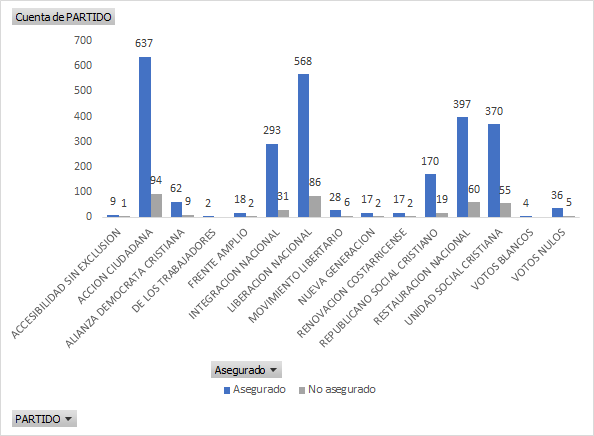 Cuenta de PARTIDO
700
600
500
400
300
200
100
0
9 1
637 94
62 9
2
18 2
293 31
568 86
28 6
17 2
17 2
170 19
397 60
370 55
4
36 5
ACCESIBILIDAD SIN EXCLUSION
ACCION CIUDADANA
ALIANZA DEMOCRATA CRISTIANA
DE LOS TRABAJADORES
FRENTE AMPLIO
INTEGRACION NACIONAL
LIBERACION NACIONAL
MOVIMIENTO LIBERTARIO
NUEVA GENERACION
RENOVACION COSTARRICENSE
REPUBLICANO SOCIAL CRISTIANO
RESTAURACION NACIONAL
UNIDAD SOCIAL CRISTIANA
VOTOS BLANCOS
VOTOS NULOS
Asegurado
Asegurado No asegurado
PARTIDO